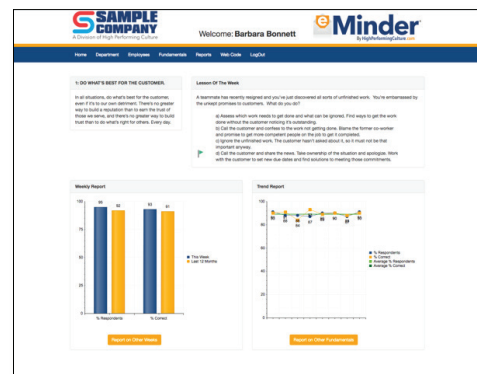 SAMPLE
COMPANY
A Division of High Performing Culture
Welcome: Barbara Bonnett
eMinder
By HighPerformingCulture.com
Home Department Employees Fundamentals Reports Web Code LogOut
1: DO WHAT'S BEST FOR THE CUSTOMER.
In all situations, do what's best for the customer,
even if it's to our own detriment. There's no greater
way to build a reputation than to earn the trust of
those we serve, and there's no greater way to build
trust than to do what's right for others. Every day.
Lesson Of The Week
A teammate has recently resigned and you've just discovered all sorts of unfinished work. You're embarrassed by
the unkept promises to customers. What do you do?
a) Assess which work needs to get done and what can be ignored. Find ways to get the work
done without the customer noticing it's outstanding.
b) Call the customer and confess to the work not getting done. Blame the former co-worker
and promise to get more competent people on the job to get it completed.
c) Ignore the unfinished work. The customer hasn't asked about it, so it must not be that
important anyway.
d) Call the customer and share the news. Take ownership of the situation and apologize. Work
with the customer to set new due dates and find solutions to meeting those commitments.
Weekly Report
100
80
60
40
20
0
92
91
This Week
Last 12 Months
% Respondents % Correct
Report on Other Weeks
Trend Report
100
80
60
40
20
0
% Respondents
% Correct
Average % Respondents
Average % Correct
Report on Other Fundamentals